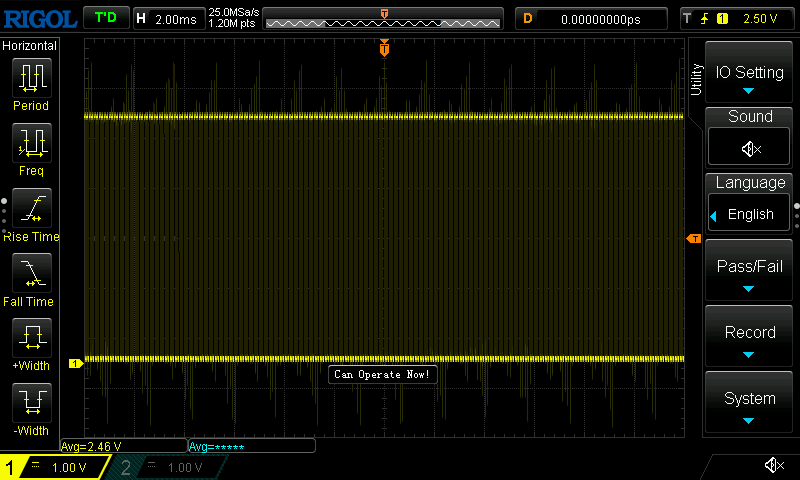 RIGOL T'D H 2.00ms 25.0MSa/s 1.20M pts T D 0.00000000ps T 1 2.50 V
Horizontal
T
Period
Freq
Rise Time
Fall Time
+Width
-Width
T
1
Can Operate Now!
Utility
IO Setting
Sound
Language
English
Pass/Fail
Record
System
Avg=2.46 V Avg=*****
1 1.00 V 2 1.00 V